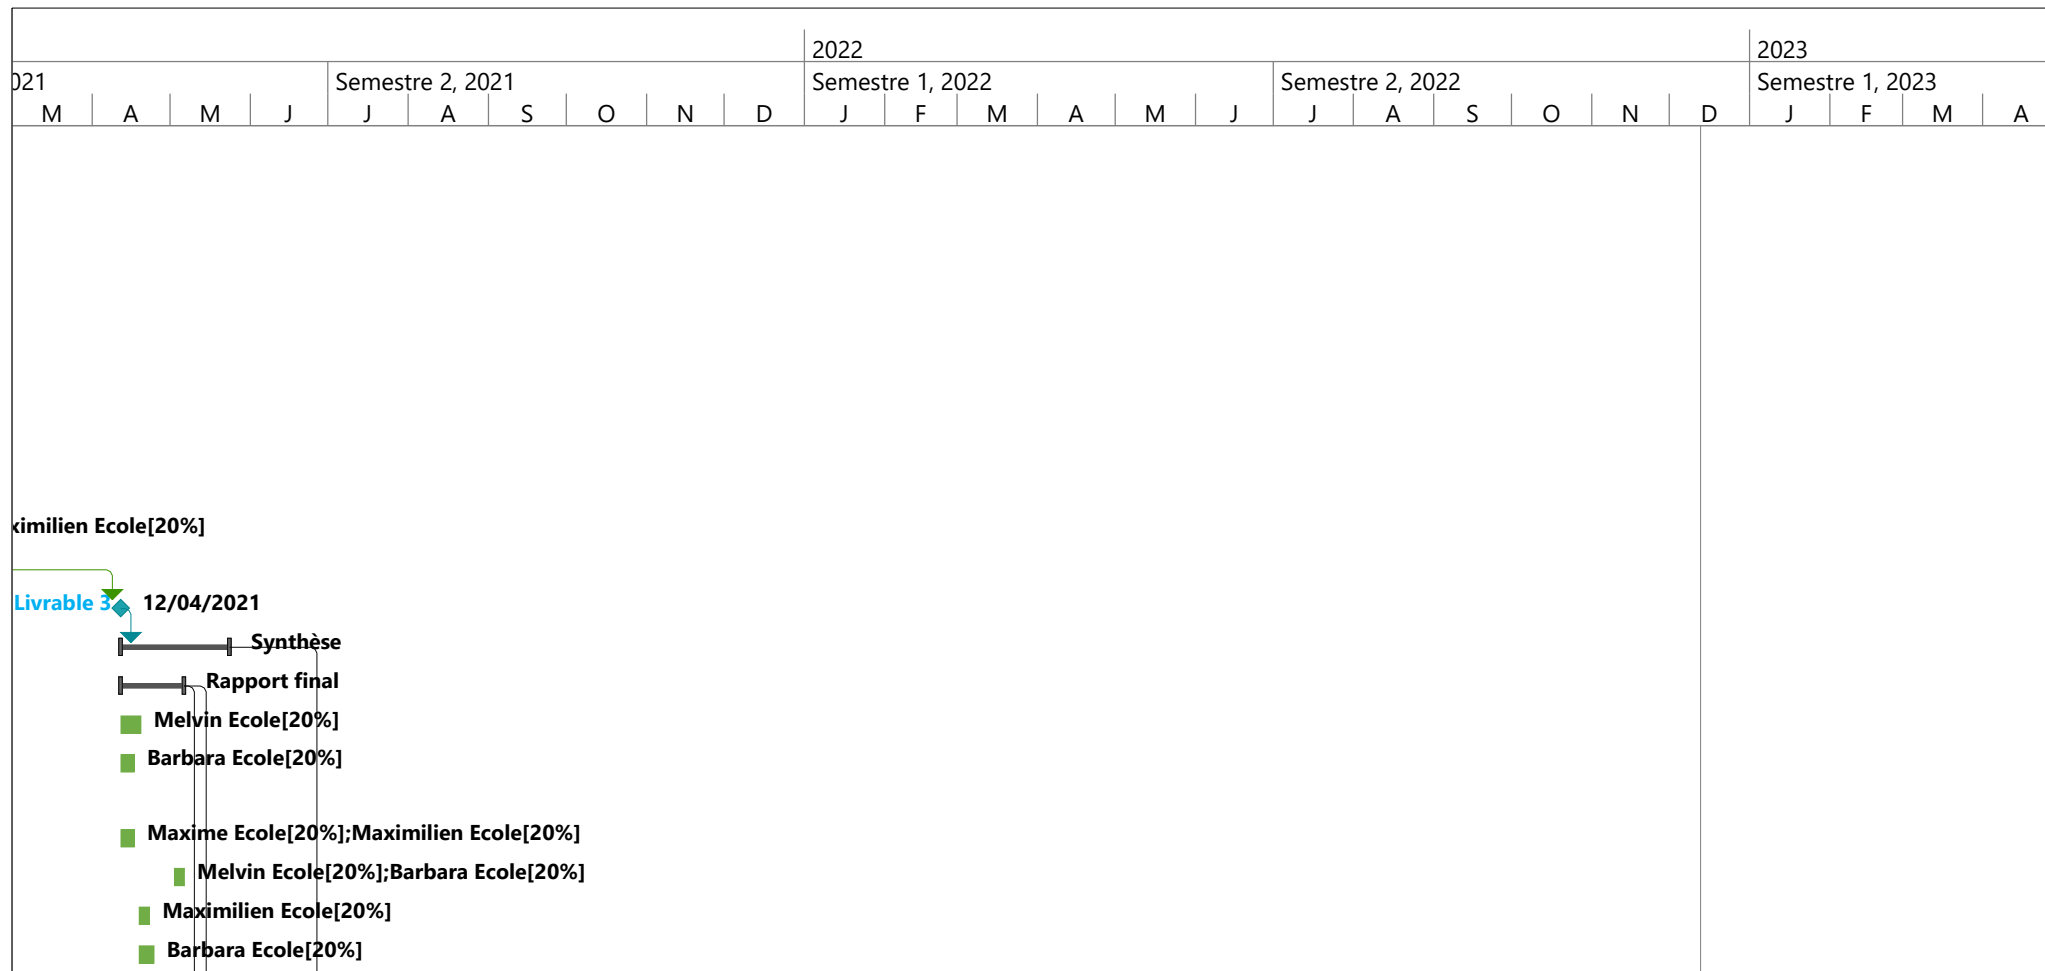 2022 2023
021 Semestre 2, 2021 Semestre 1, 2022 Semestre 2, 2022 Semestre 1, 2023
M A M J J A S O N D J F M A M J J A S O N D J F M A
ximilien Ecole[20%]
Livrable 3 12/04/2021
Synthèse
Rapport final
Melvin Ecole[20%]
Barbara Ecole[20%]
Maxime Ecole[20%];Maximilien Ecole[20%]
Melvin Ecole[20%];Barbara Ecole[20%]
Maximilien Ecole[20%]
Barbara Ecole[20%]